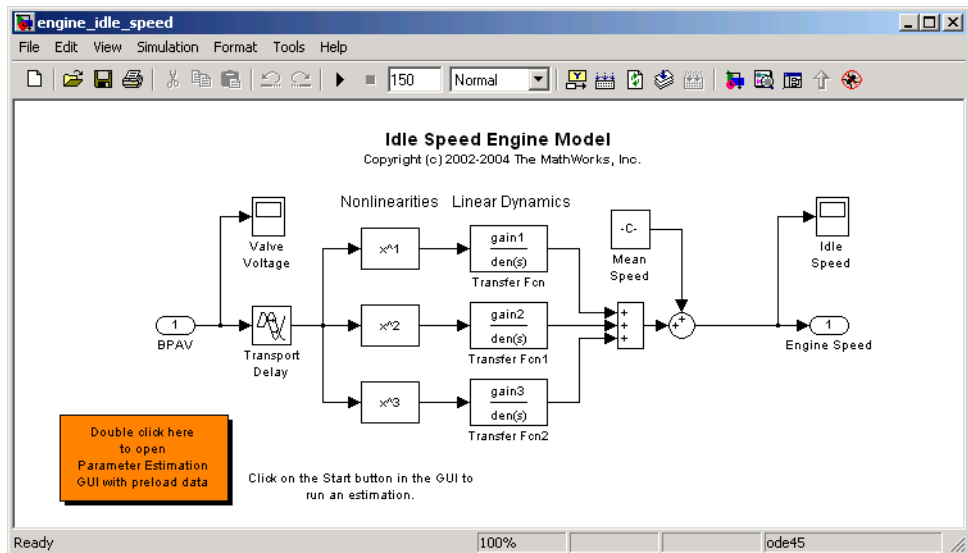 engine_idle_speed
File Edit View Simulation Format Tools Help
150 Normal
Idle Speed Engine Model
Copyright (c) 2002-2004 The MathWorks, Inc.
Nonlinearities Linear Dynamics
Valve
Voltage
x^1
gain1
den(s)
Transfer Fcn
-C-
Mean
Speed
Idle
Speed
1
BPAV
Transport
Delay
x^2
gain2
den(s)
Transfer Fcn1
+
+
+
+
+
1
Engine Speed
x^3
gain3
den(s)
Transfer Fcn2
Double click here
to open
Parameter Estimation
GUI with preload data
Click on the Start button in the GUI to
run an estimation.
Ready 100% ode45